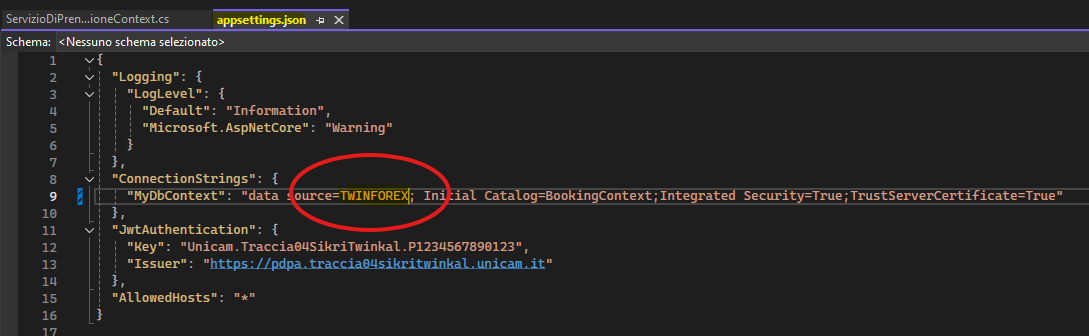 ServizioDiPren...ioneContext.cs
appsettings.json
Schema: <Nessuno schema selezionato>
1 {
2 "Logging": {
3 "LogLevel": {
4 "Default": "Information",
5 "Microsoft.AspNetCore": "Warning"
6 }
7 },
8 "ConnectionStrings": {
9 "MyDbContext": "data source=TWINFOREX; Initial Catalog=BookingContext;Integrated Security=True;TrustServerCertificate=True"
10 },
11 "JwtAuthentication": {
12 "Key": "Unicam.Traccia04SikriTwinkal.P1234567890123",
13 "Issuer": "https://pdpa.traccia04sikritwinkal.unicam.it"
14 },
15 "AllowedHosts": "*"
16 }
17